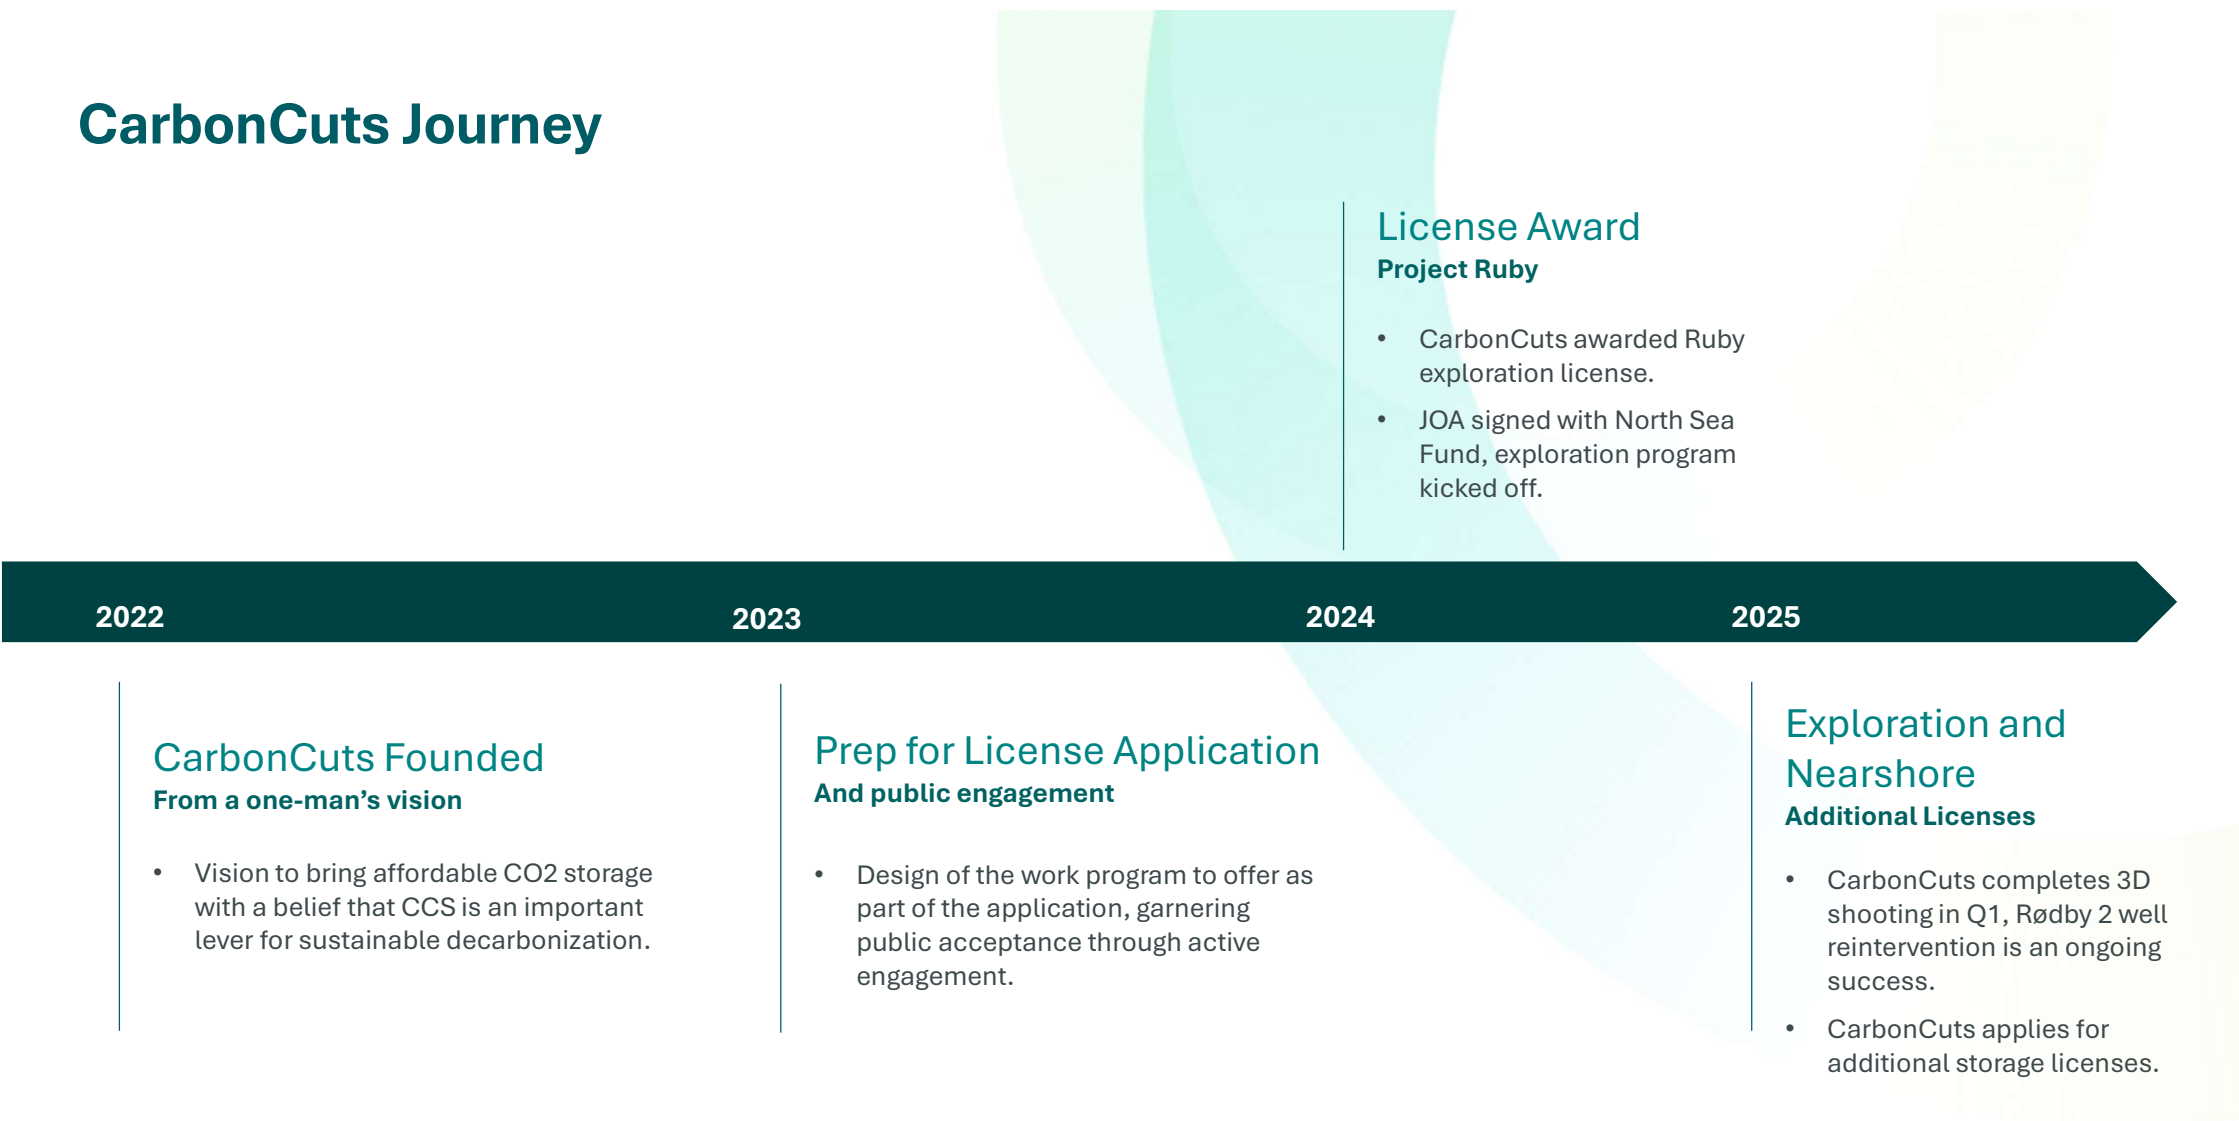 CarbonCuts Journey
License Award
Project Ruby
• CarbonCuts awarded Ruby
exploration license.
• JOA signed with North Sea
Fund, exploration program
kicked off.
2022
2023
2024
2025
CarbonCuts Founded
From a one-man’s vision
• Vision to bring affordable CO2 storage
with a belief that CCS is an important
lever for sustainable decarbonization.
Prep for License Application
And public engagement
• Design of the work program to offer as
part of the application, garnering
public acceptance through active
engagement.
Exploration and
Nearshore
Additional Licenses
• CarbonCuts completes 3D
shooting in Q1, Rødby 2 well
reintervention is an ongoing
success.
• CarbonCuts applies for
additional storage licenses.